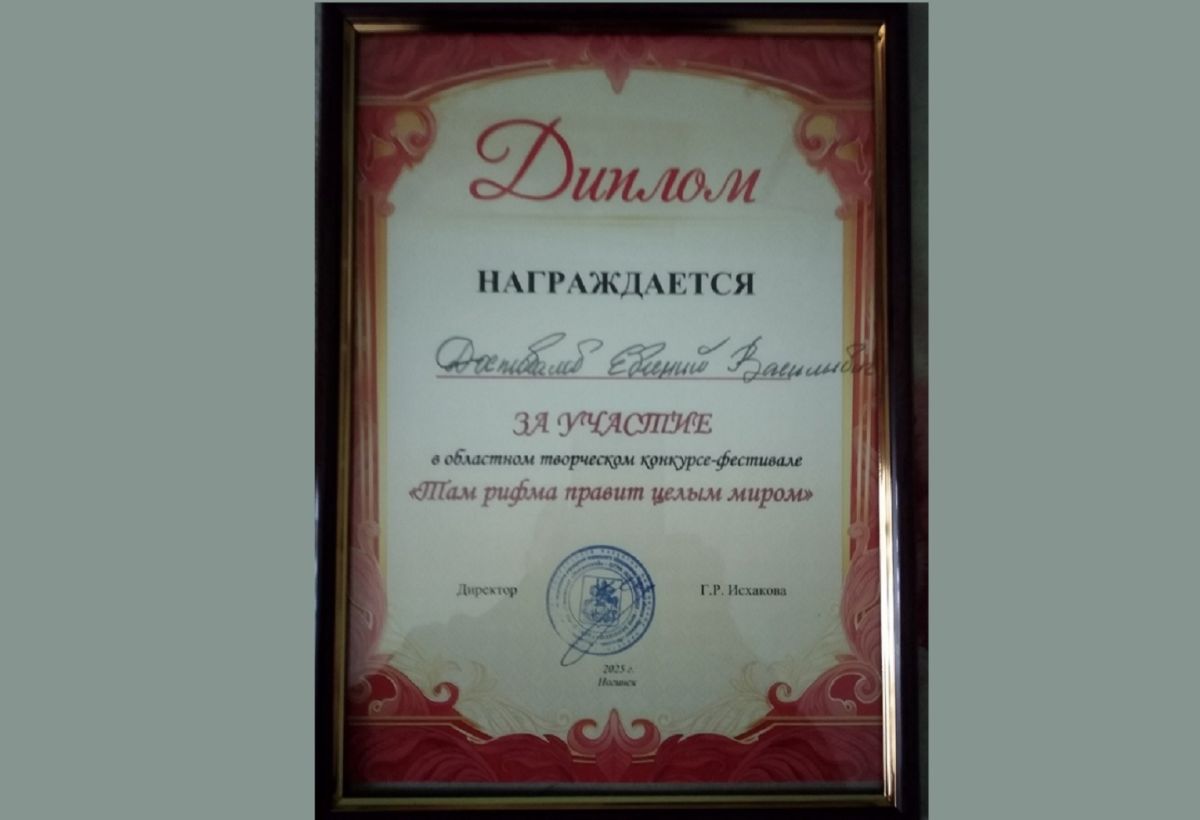 Диплом
НАГРАЖДАЕТСЯ
Доствалов Евгений Васильевич
ЗА УЧАСТИЕ
в областном творческом конкурсе-фестивале
«Там рифма правит целым миром»
Директор Г.Р. Исхакова
2025 г.
Ногинск